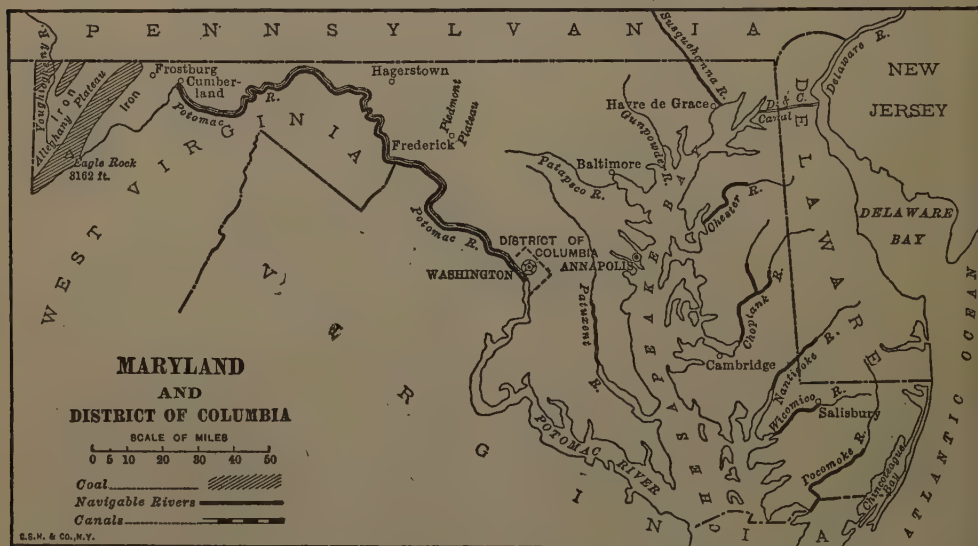 PENNSYLVANIA
Youghiogheny R.
Iron
Alleghany Plateau
Iron
Frostburg
Cumber-
land
Potomac R.
Hagerstown
Piedmont
Plateau
Frederick
Eagle Rock
3162 ft.
WEST VIRGINIA
Susquehanna R.
Havre de Grace
Gunpowder R.
Baltimore
Patapsco R.
D. & C.
Canal
Delaware R.
NEW
JERSEY
DELAWARE
DELAWARE
BAY
Chester R.
Potomac R.
DISTRICT OF
COLUMBIA
WASHINGTON
ANNAPOLIS
Patuxent R.
CHESAPEAKE BAY
Choptank R.
Cambridge
Nanticoke R.
Wicomico R.
Salisbury
Pocomoke R.
Chincoteague
Bay
ATLANTIC OCEAN
POTOMAC RIVER
VIRGINIA
MARYLAND
AND
DISTRICT OF COLUMBIA
SCALE OF MILES
0 5 10 20 30 40 50
Coal
Navigable Rivers
Canals
C.S.H. & CO., N.Y.